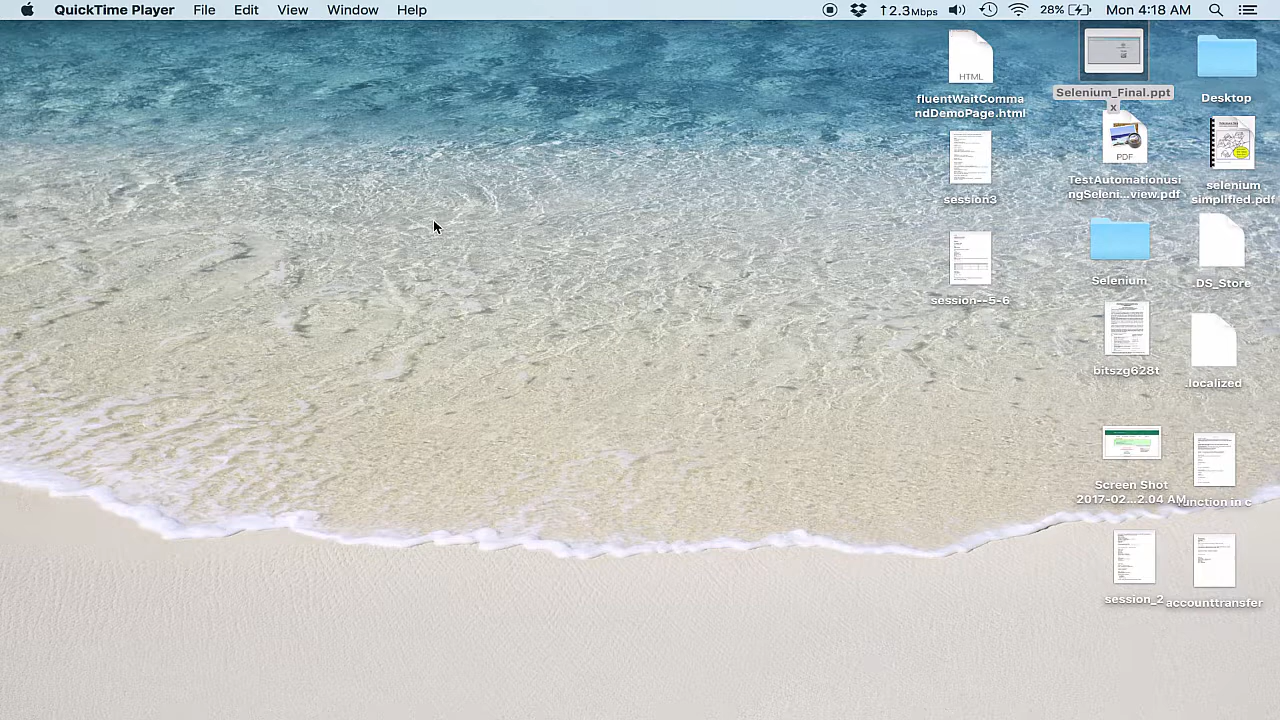 QuickTime Player File Edit View Window Help 2.3Mbps 28% Mon 4:18 AM
HTML
fluentWaitComma
ndDemoPage.html
Selenium_Final.ppt
x
Desktop
session3
PDF
TestAutomationusi
ngSeleni...view.pdf
selenium
simplified.pdf
session--5-6
Selenium
.DS_Store
bitszg628t
.localized
Screen Shot
2017-02...2.04 AM
function in c
session_2
accounttransfer